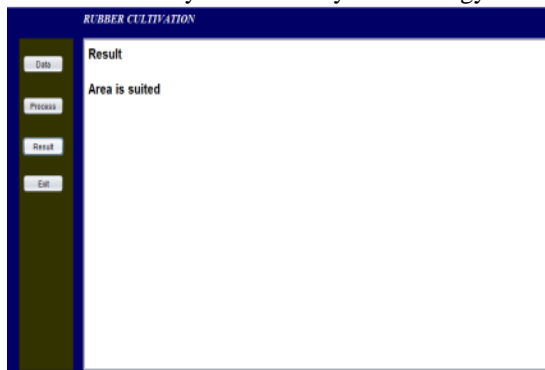 RUBBER CULTIVATION
Result
Area is suited
Data
Process
Result
Exit